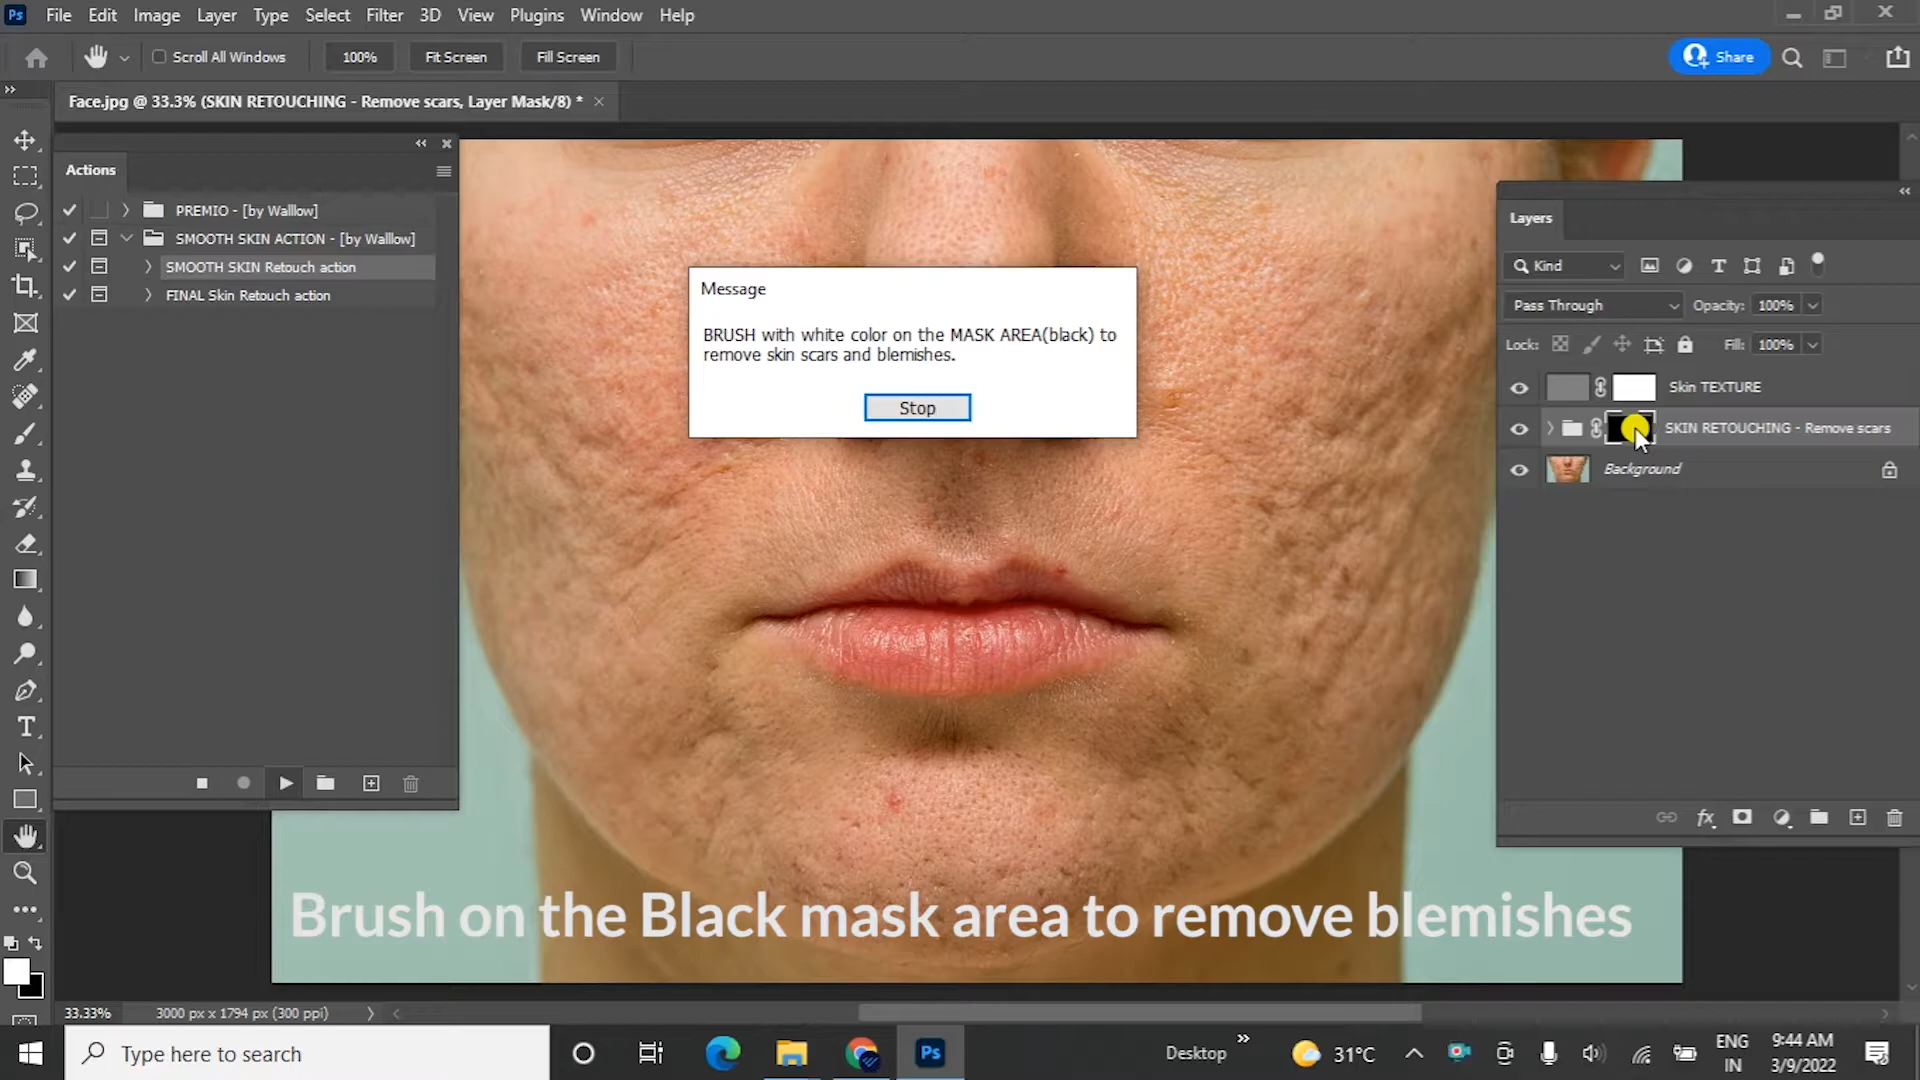 Ps File Edit Image Layer Type Select Filter 3D View Plugins Window Help
Scroll All Windows 100% Fit Screen Fill Screen Share
Face.jpg @ 33.3% (SKIN RETOUCHING - Remove scars, Layer Mask/8) *
Actions
PREMIO - [by Walllow]
SMOOTH SKIN ACTION - [by Walllow]
SMOOTH SKIN Retouch action
FINAL Skin Retouch action
Message
BRUSH with white color on the MASK AREA(black) to
remove skin scars and blemishes.
Stop
Layers
Kind
Pass Through Opacity: 100%
Lock: Fill: 100%
Skin TEXTURE
SKIN RETOUCHING - Remove scars
Background
fx
Brush on the Black mask area to remove blemishes
33.33% 3000 px x 1794 px (300 ppi)
Type here to search
Ps
Desktop
31°C
ENG
IN
9:44 AM
3/9/2022